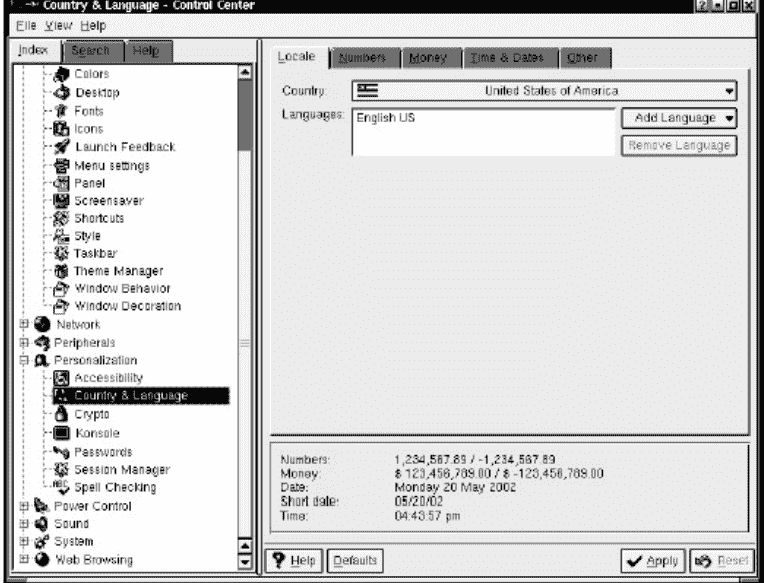 Country & Language - Control Center
File View Help
Index Search Help
Colors
Desktop
Fonts
Icons
Launch Feedback
Menu settings
Panel
Screensaver
Shortcuts
Style
Taskbar
Theme Manager
Window Behavior
Window Decoration
Network
Peripherals
Personalization
Accessibility
Country & Language
Crypto
Konsole
Passwords
Session Manager
Spell Checking
Power Control
Sound
System
Web Browsing
Locale Numbers Money Time & Dates Other
Country: United States of America
Languages: English US
Add Language
Remove Language
Numbers: 1,234,567.89 / -1,234,567.89
Money: $ 123,456,789.00 / $ -123,456,789.00
Date: Monday 20 May 2002
Short date: 05/20/02
Time: 04:43:57 pm
Help Defaults Apply Reset